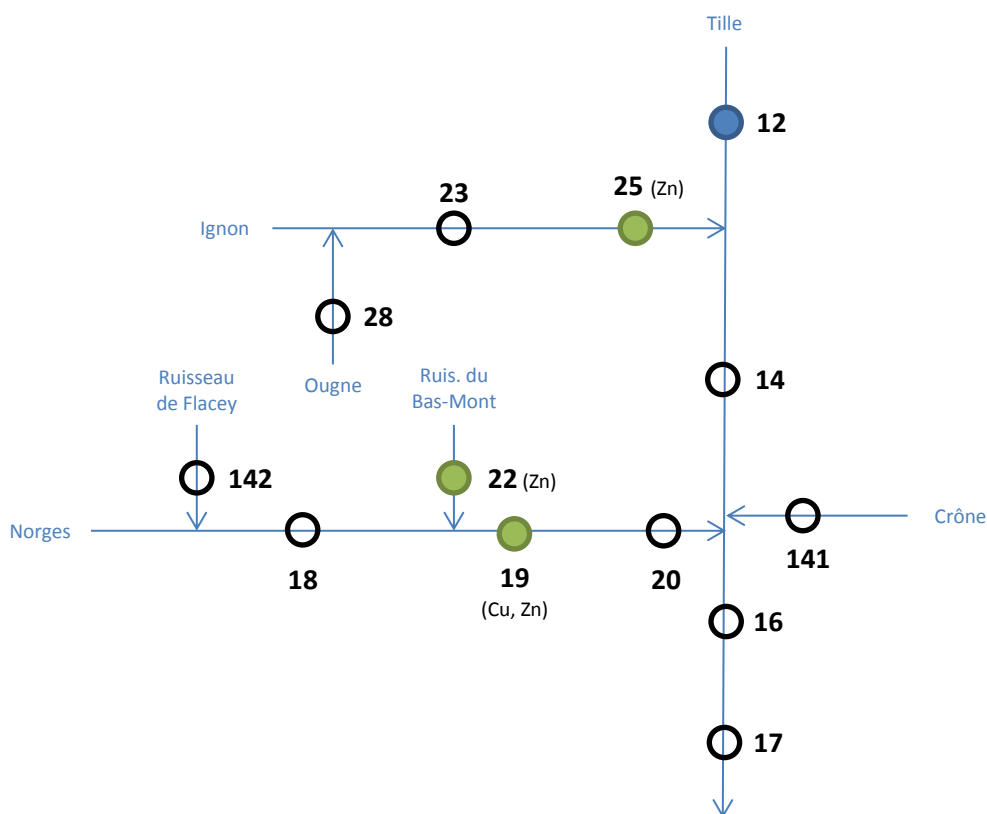 Tille
12
25 (Zn)
23
Ignon
28
Ougne
Ruisseau
de Flacey
Ruis. du
Bas-Mont
14
142
22 (Zn)
Norges
Crône
18
19
(Cu, Zn)
20
141
16
17